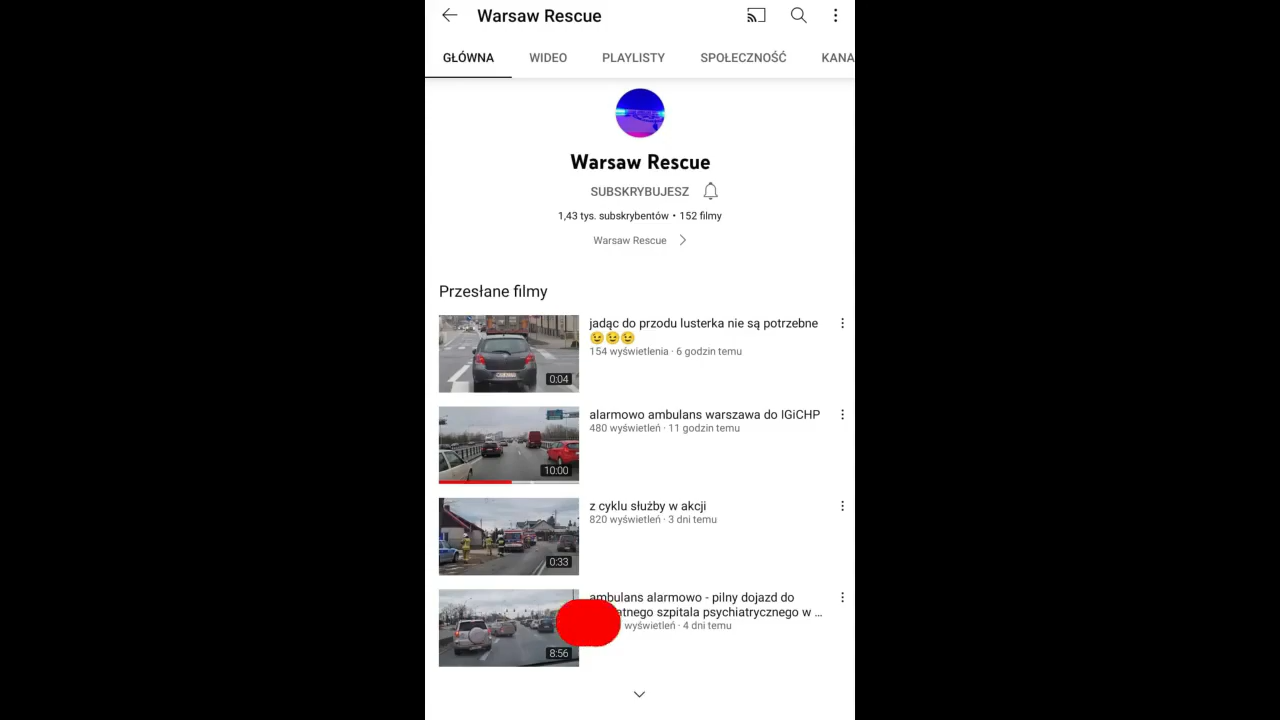 Warsaw Rescue
GŁÓWNA WIDEO PLAYLISTY SPOŁECZNOŚĆ KANA
Warsaw Rescue
SUBSKRYBUJESZ
1,43 tys. subskrybentów • 152 filmy
Warsaw Rescue
Przesłane filmy
jadąc do przodu lusterka nie są potrzebne
😉😉😉
154 wyświetlenia · 6 godzin temu
0:04
alarmowo ambulans warszawa do IGiCHP
480 wyświetleń · 11 godzin temu
10:00
z cyklu służby w akcji
820 wyświetleń · 3 dni temu
0:33
ambulans alarmowo - pilny dojazd do
szpitala psychiatrycznego w ...
wyświetleń · 4 dni temu
8:56